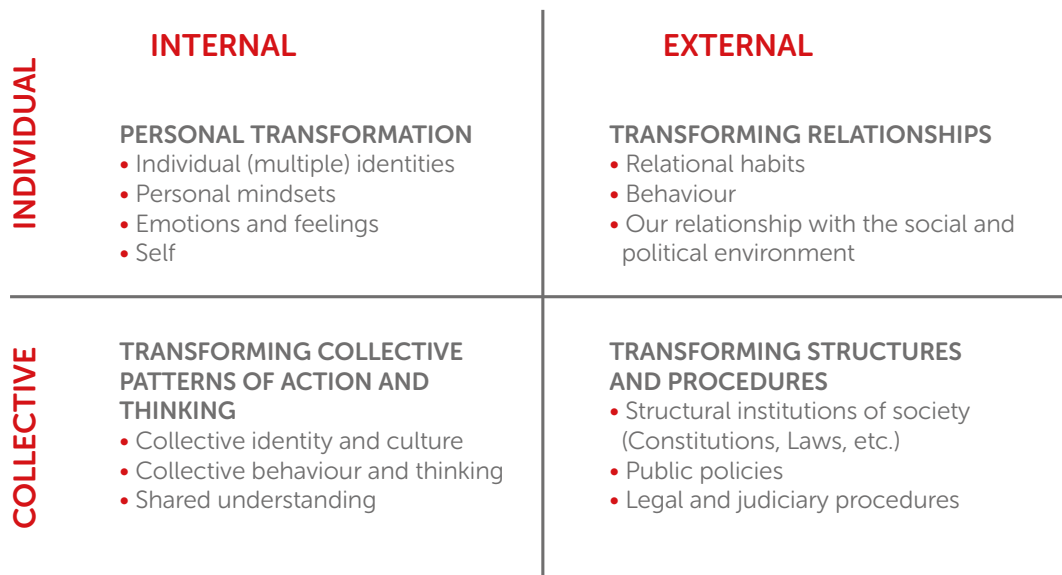 INTERNAL
EXTERNAL
INDIVIDUAL
PERSONAL TRANSFORMATION
• Individual (multiple) identities
• Personal mindsets
• Emotions and feelings
• Self
TRANSFORMING RELATIONSHIPS
• Relational habits
• Behaviour
• Our relationship with the social and
political environment
COLLECTIVE
TRANSFORMING COLLECTIVE
PATTERNS OF ACTION AND
THINKING
• Collective identity and culture
• Collective behaviour and thinking
• Shared understanding
TRANSFORMING STRUCTURES
AND PROCEDURES
• Structural institutions of society
(Constitutions, Laws, etc.)
• Public policies
• Legal and judiciary procedures